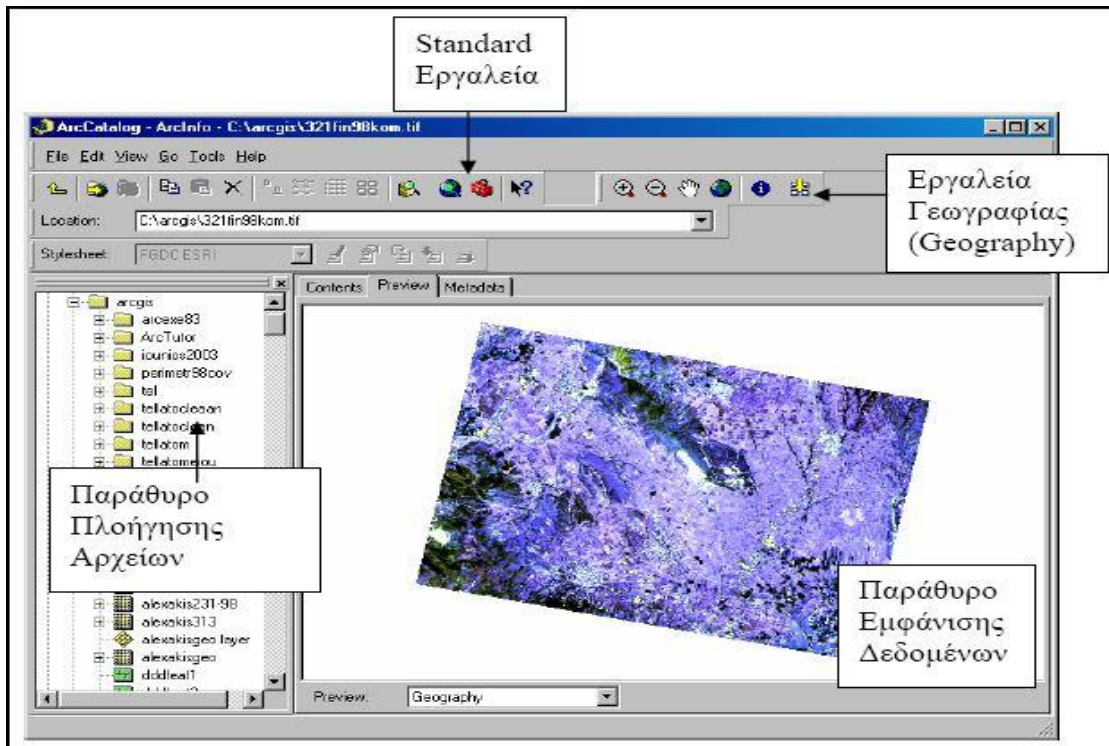 Standard
Εργαλεία
ArcCatalog - ArcInfo - C:\arcgis\321fin98kom.tif
File Edit View Go Tools Help
Εργαλεία
Γεωγραφίας
(Geography)
Location: C:\arcgis\321fin98kom.tif
Stylesheet: FGDC ESRI
Contents Preview Metadata
arcgis
arcexe83
ArcTutor
iounios2003
perimetr98cov
tal
tellatocleaan
tellatoclean
tellatom
Παράθυρο
Πλοήγησης
Αρχείων
alexakis231-98
alexakis313
alexakisgeo layer
alexakisgeo
Παράθυρο
Εμφάνισης
Δεδομένων
Preview: Geography